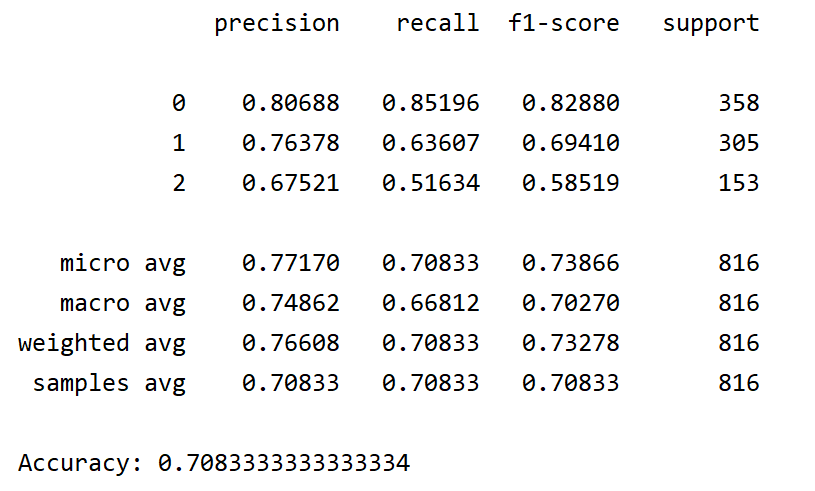 precision recall f1-score support
0 0.80688 0.85196 0.82880 358
1 0.76378 0.63607 0.69410 305
2 0.67521 0.51634 0.58519 153
micro avg 0.77170 0.70833 0.73866 816
macro avg 0.74862 0.66812 0.70270 816
weighted avg 0.76608 0.70833 0.73278 816
samples avg 0.70833 0.70833 0.70833 816
Accuracy: 0.7083333333333334